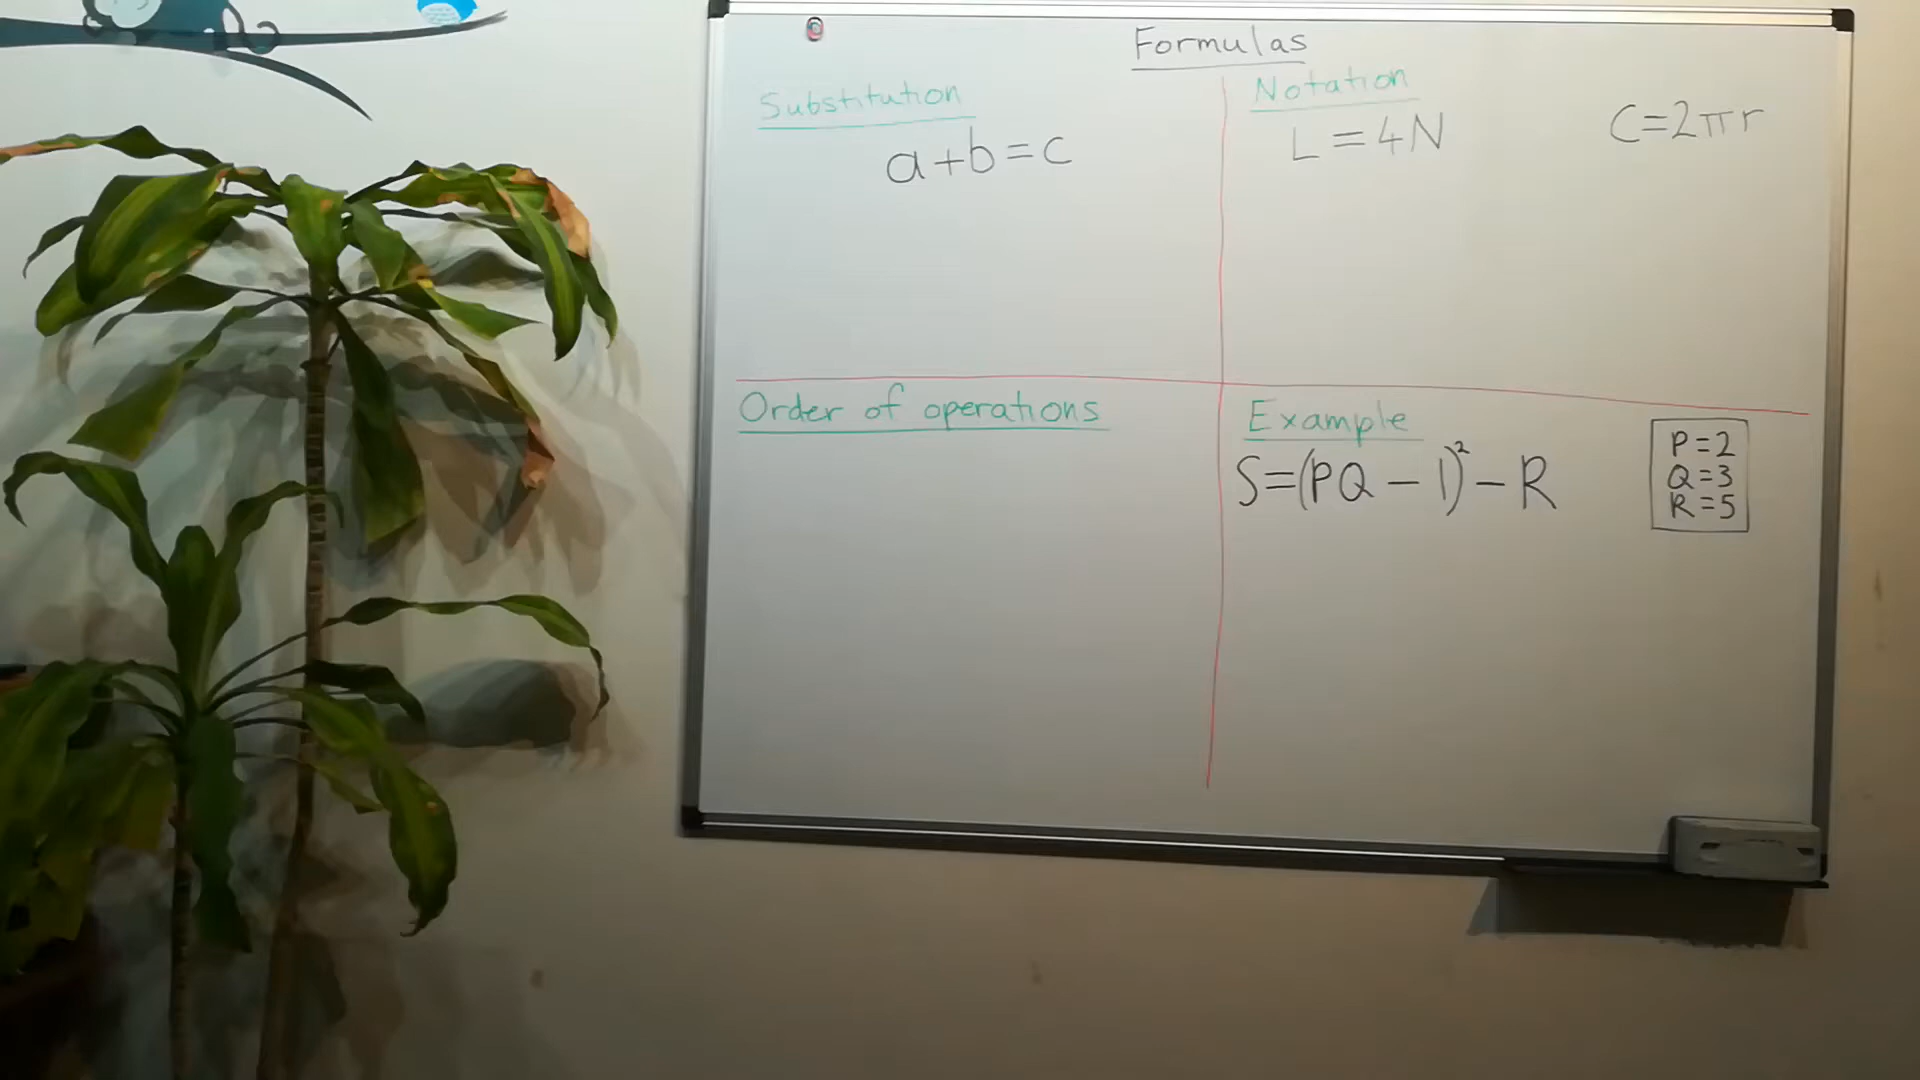 Formulas
Substitution
a+b=c
Notation
L=4N
C=2πr
Order of operations
Example
S=(PQ-1)²-R
P=2
Q=3
R=5